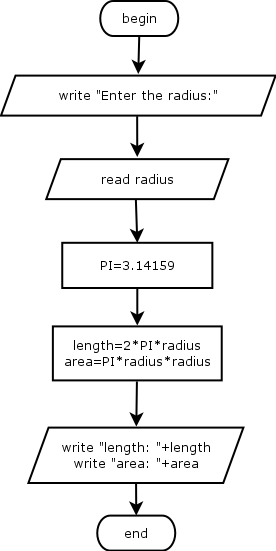 begin
write "Enter the radius:"
read radius
PI=3.14159
length=2*PI*radius
area=PI*radius*radius
write "length: "+length
write "area: "+area
end